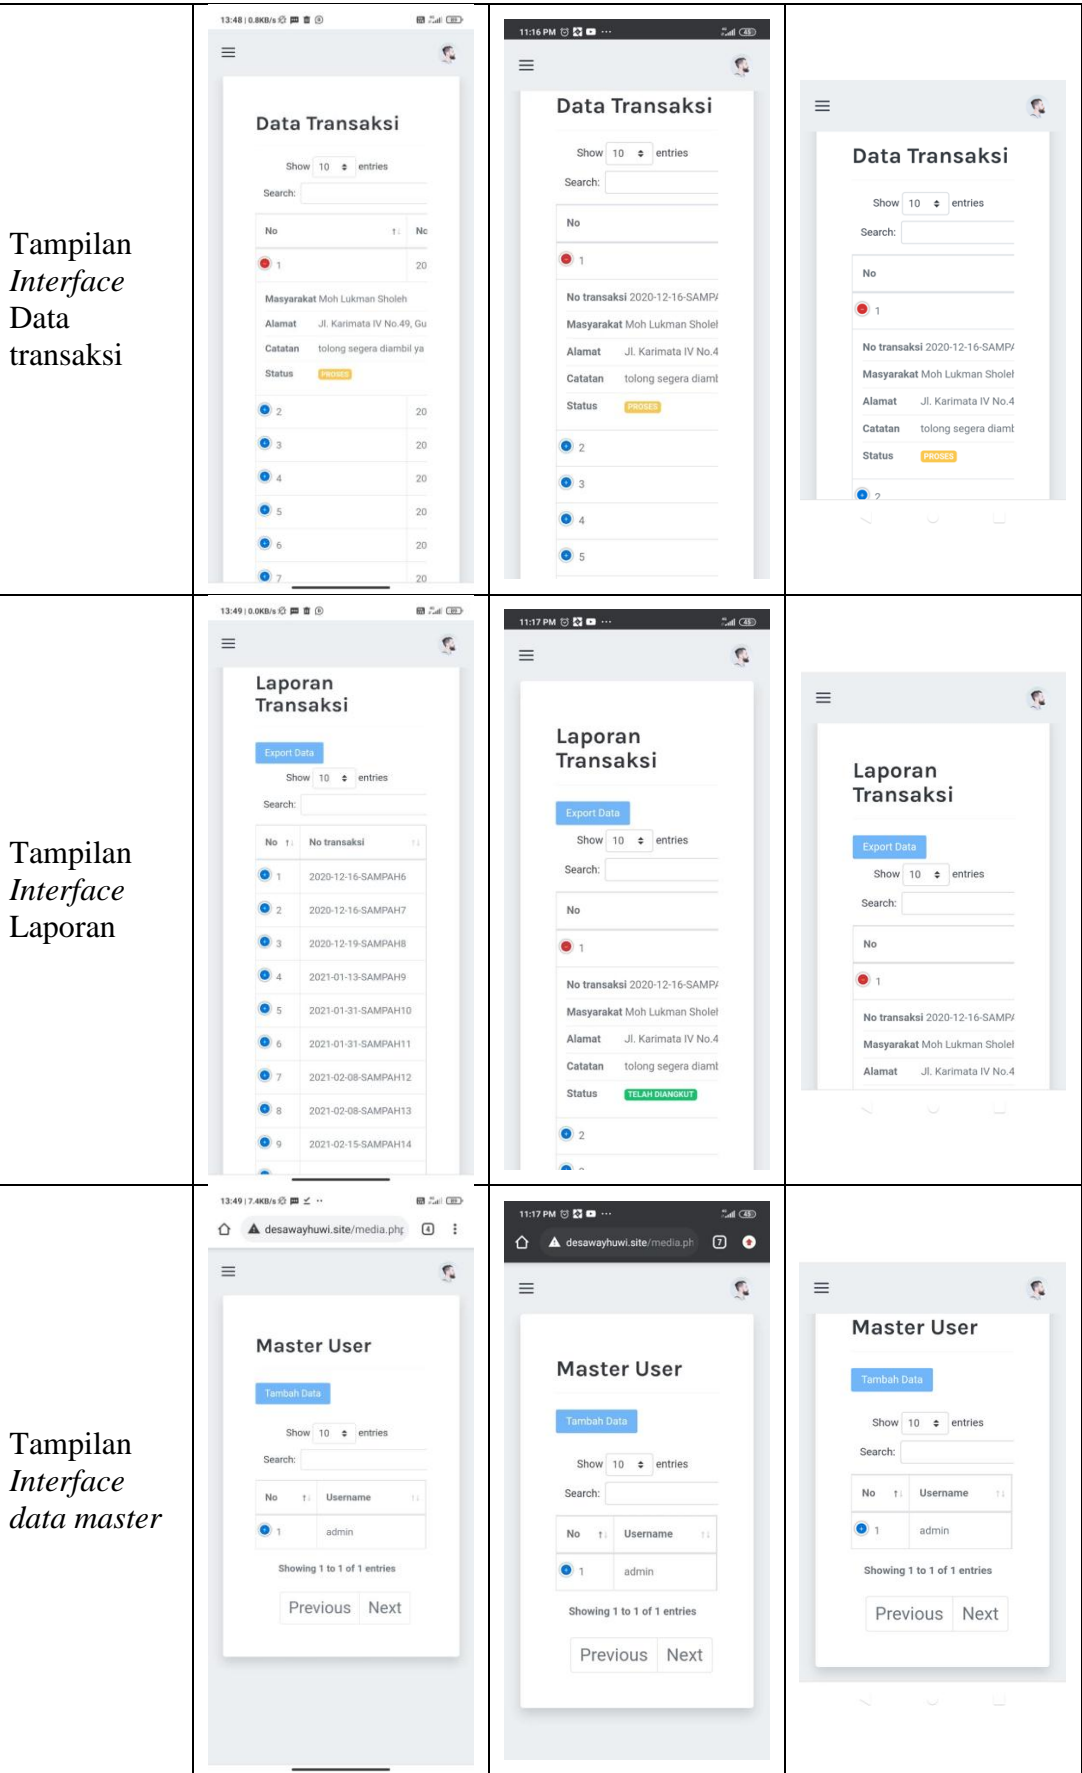 Tampilan
Interface
Data
transaksi
13:48 | 0.8KB/s
Data Transaksi
Show 10 entries
Search:
No No
1 20
Masyarakat Moh Lukman Sholeh
Alamat Jl. Karimata IV No.49, Gu
Catatan tolong segera diambil ya
Status PROSES
2 20
3 20
4 20
5 20
6 20
7 20
11:16 PM
Data Transaksi
Show 10 entries
Search:
No
1
No transaksi 2020-12-16-SAMPA
Masyarakat Moh Lukman Sholeh
Alamat Jl. Karimata IV No.4
Catatan tolong segera diamb
Status PROSES
2
3
4
5
Data Transaksi
Show 10 entries
Search:
No
1
No transaksi 2020-12-16-SAMPA
Masyarakat Moh Lukman Sholeh
Alamat Jl. Karimata IV No.4
Catatan tolong segera diamb
Status PROSES
2
Tampilan
Interface
Laporan
13:49 | 0.0KB/s
Laporan
Transaksi
Export Data
Show 10 entries
Search:
No No transaksi
1 2020-12-16-SAMPAH6
2 2020-12-16-SAMPAH7
3 2020-12-19-SAMPAH8
4 2021-01-13-SAMPAH9
5 2021-01-31-SAMPAH10
6 2021-01-31-SAMPAH11
7 2021-02-08-SAMPAH12
8 2021-02-08-SAMPAH13
9 2021-02-15-SAMPAH14
11:17 PM
Laporan
Transaksi
Export Data
Show 10 entries
Search:
No
1
No transaksi 2020-12-16-SAMPA
Masyarakat Moh Lukman Sholeh
Alamat Jl. Karimata IV No.4
Catatan tolong segera diamb
Status TELAH DIANGKUT
2
Laporan
Transaksi
Export Data
Show 10 entries
Search:
No
1
No transaksi 2020-12-16-SAMPA
Masyarakat Moh Lukman Sholeh
Alamat Jl. Karimata IV No.4
Tampilan
Interface
data master
13:49 | 7.4KB/s
desawayhuwi.site/media.php 4
Master User
Tambah Data
Show 10 entries
Search:
No Username
1 admin
Showing 1 to 1 of 1 entries
Previous Next
11:17 PM
desawayhuwi.site/media.ph 7
Master User
Tambah Data
Show 10 entries
Search:
No Username
1 admin
Showing 1 to 1 of 1 entries
Previous Next
Master User
Tambah Data
Show 10 entries
Search:
No Username
1 admin
Showing 1 to 1 of 1 entries
Previous Next